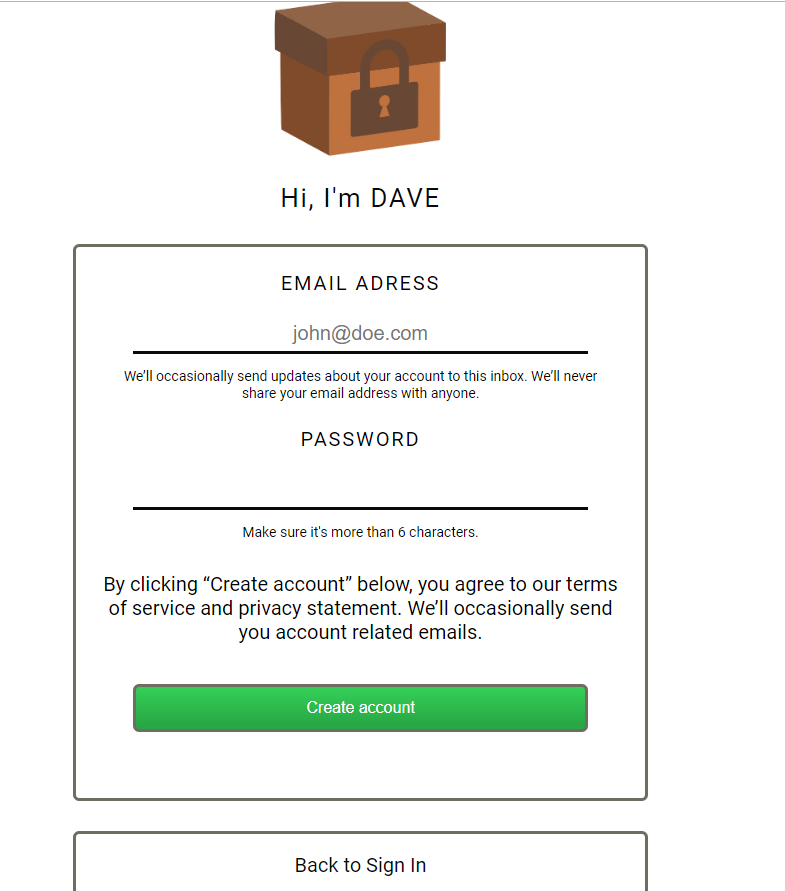 Hi, I'm DAVE
EMAIL ADRESS
john@doe.com
We’ll occasionally send updates about your account to this inbox. We’ll never
share your email address with anyone.
PASSWORD
Make sure it's more than 6 characters.
By clicking “Create account” below, you agree to our terms
of service and privacy statement. We’ll occasionally send
you account related emails.
Create account
Back to Sign In